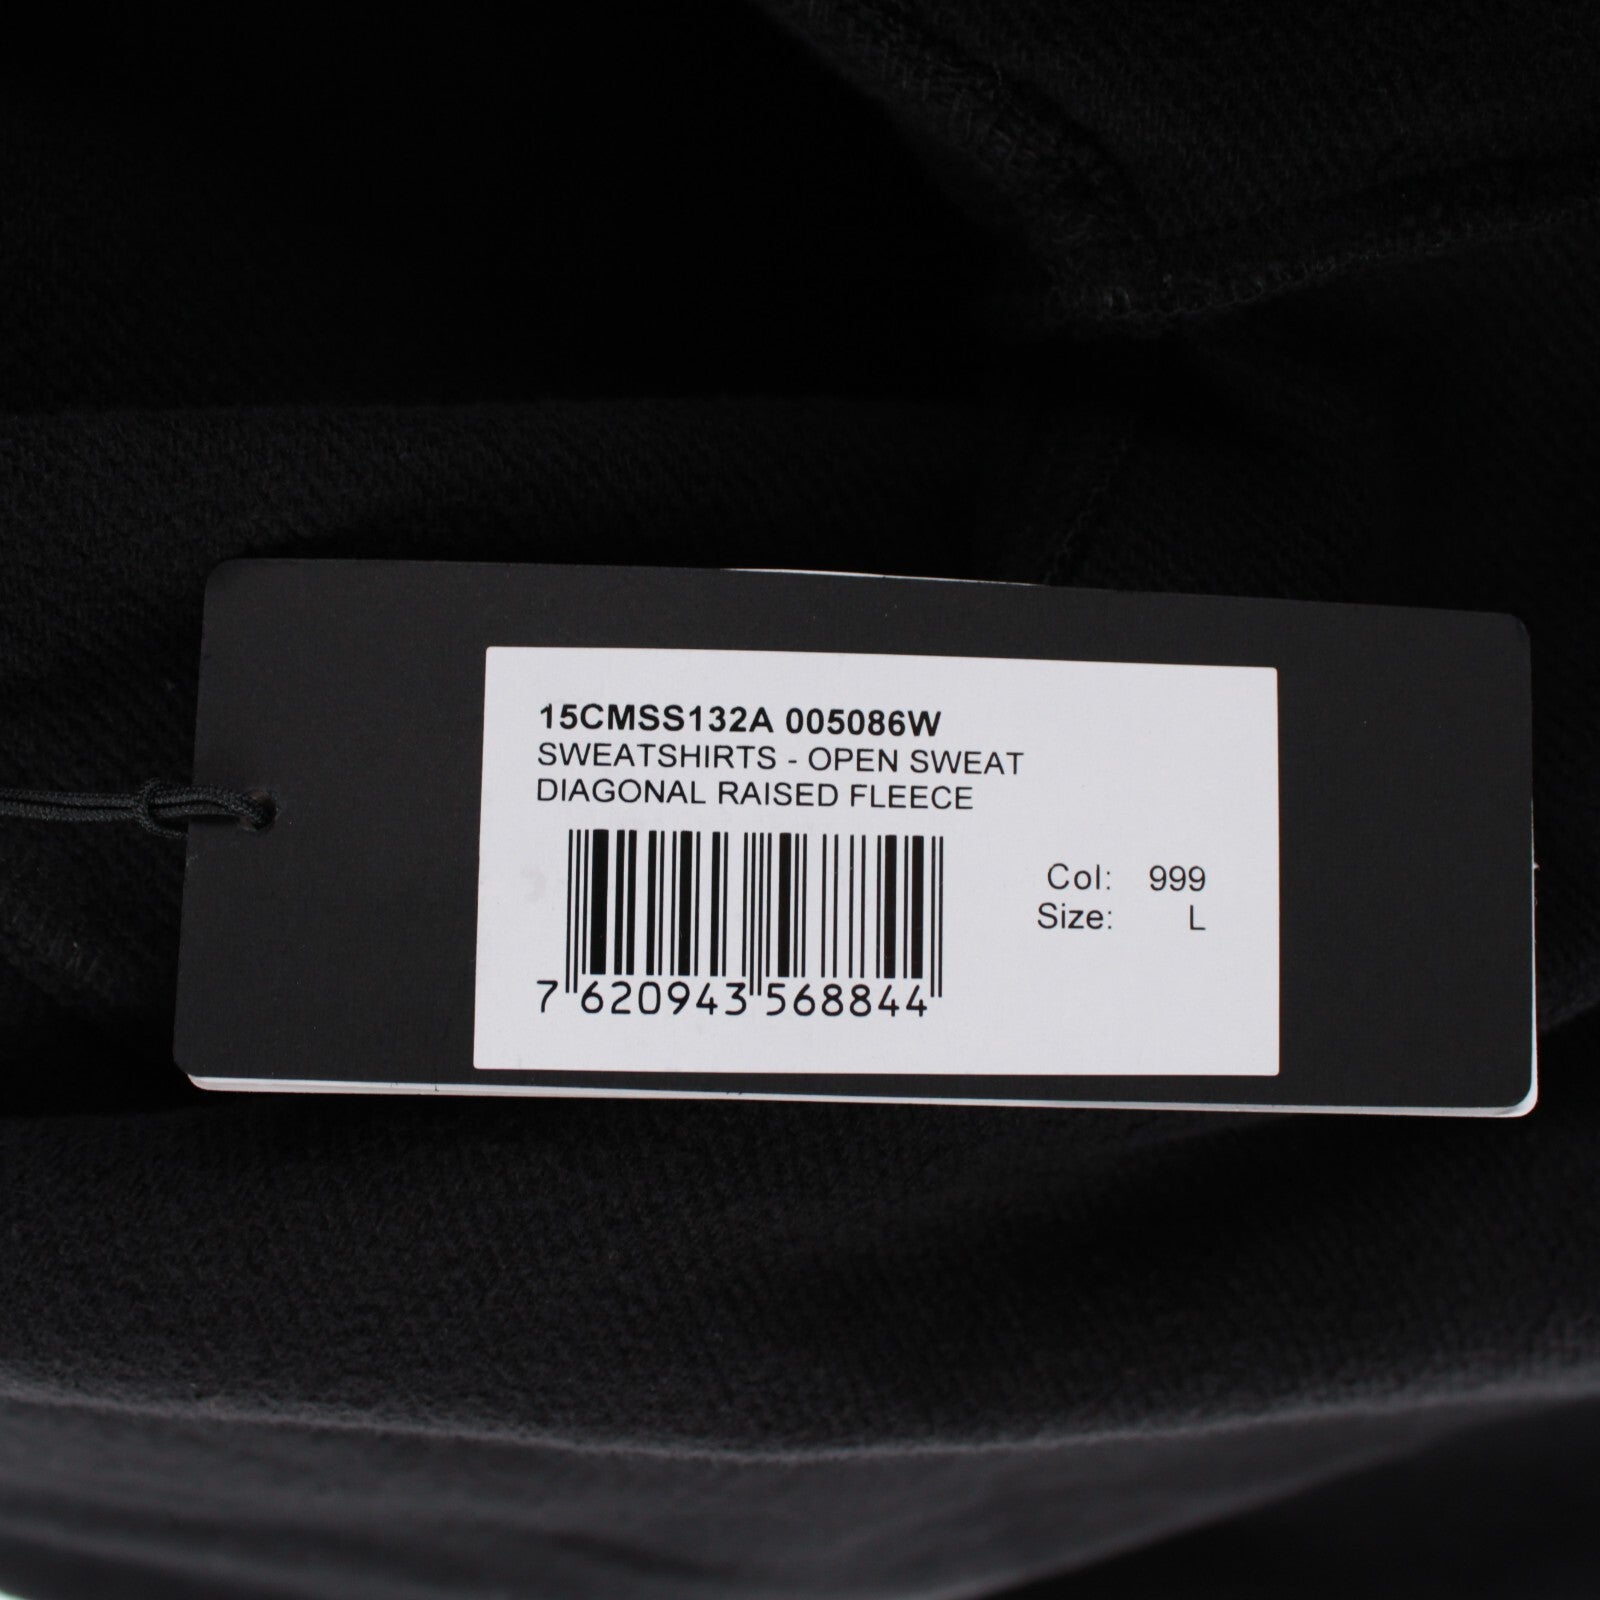 15CMSS132A 005086W
SWEATSHIRTS - OPEN SWEAT
DIAGONAL RAISED FLEECE
Col: 999
Size: L
7 620943 568844